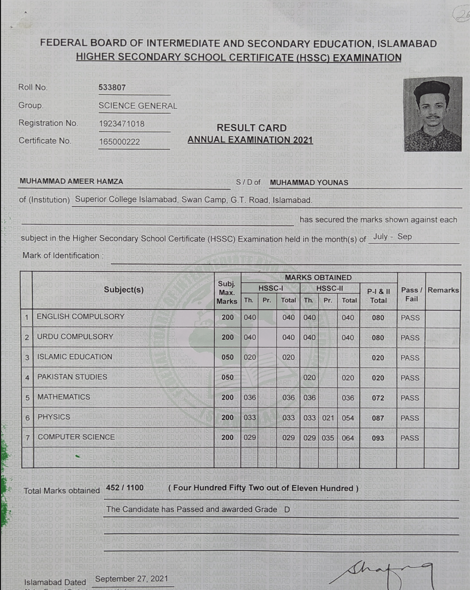 FEDERAL BOARD OF INTERMEDIATE AND SECONDARY EDUCATION, ISLAMABAD
HIGHER SECONDARY SCHOOL CERTIFICATE (HSSC) EXAMINATION
Roll No. 533807
Group. SCIENCE GENERAL
Registration No. 1923471018
Certificate No. 165000222
RESULT CARD
ANNUAL EXAMINATION 2021
MUHAMMAD AMEER HAMZA S / D of MUHAMMAD YOUNAS
of (Institution) Superior College Islamabad, Swan Camp, G.T. Road, Islamabad.
has secured the marks shown against each
subject in the Higher Secondary School Certificate (HSSC) Examination held in the month(s) of July - Sep
Mark of Identification
Subject(s) Subj. Max. Marks MARKS OBTAINED Pass / Fail Remarks
HSSC-I HSSC-II P-I & II Total
Th. Pr. Total Th. Pr. Total
1 ENGLISH COMPULSORY 200 040 040 040 040 080 PASS
2 URDU COMPULSORY 200 040 040 040 040 080 PASS
3 ISLAMIC EDUCATION 050 020 020 020 PASS
4 PAKISTAN STUDIES 050 020 020 020 PASS
5 MATHEMATICS 200 036 036 036 036 072 PASS
6 PHYSICS 200 033 033 033 021 054 087 PASS
7 COMPUTER SCIENCE 200 029 029 029 035 064 093 PASS
Total Marks obtained 452 / 1100 ( Four Hundred Fifty Two out of Eleven Hundred )
The Candidate has Passed and awarded Grade D
Islamabad Dated September 27, 2021